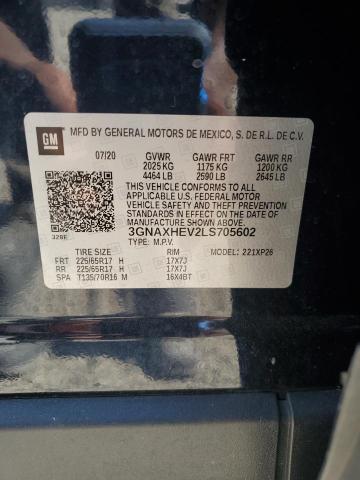 GM
MFD BY GENERAL MOTORS DE MEXICO, S. DE R.L. DE C.V.
07/20 GVWR GAWR FRT GAWR RR
2025 KG 1175 KG 1200 KG
4464 LB 2590 LB 2645 LB
THIS VEHICLE CONFORMS TO ALL
APPLICABLE U.S. FEDERAL MOTOR
VEHICLE SAFETY, BUMPER, AND THEFT
PREVENTION STANDARDS IN EFFECT ON
THE DATE OF MANUFACTURE SHOWN ABOVE.
328E
3GNAXHEV2LS705602
TYPE: M.P.V.
TIRE SIZE RIM MODEL: 221XP26
FRT 225/65R17 H 17X7J
RR 225/65R17 H 17X7J
SPA T135/70R16 M 16X4BT